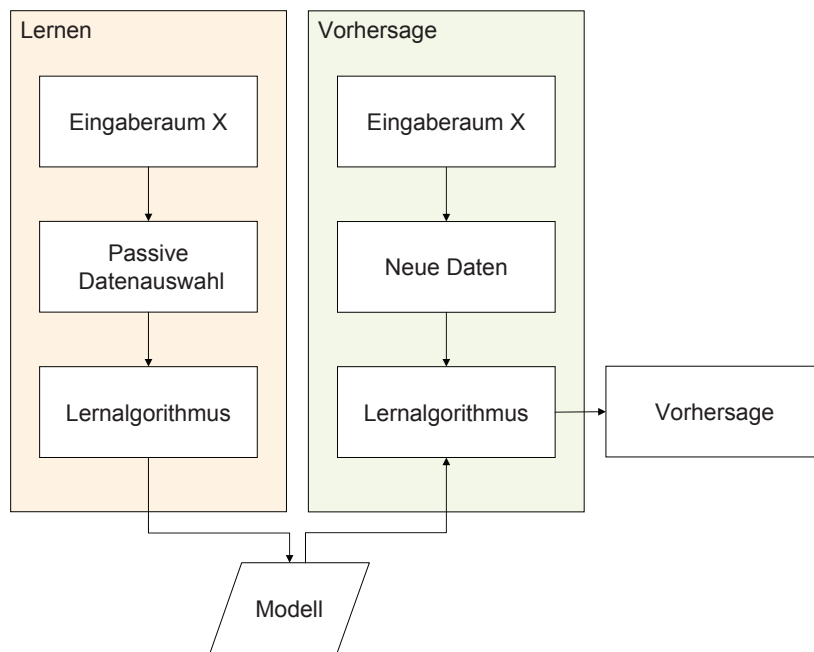 Lernen
Eingaberaum X
Passive
Datenauswahl
Lernalgorithmus
Vorhersage
Eingaberaum X
Neue Daten
Lernalgorithmus
Vorhersage
Modell